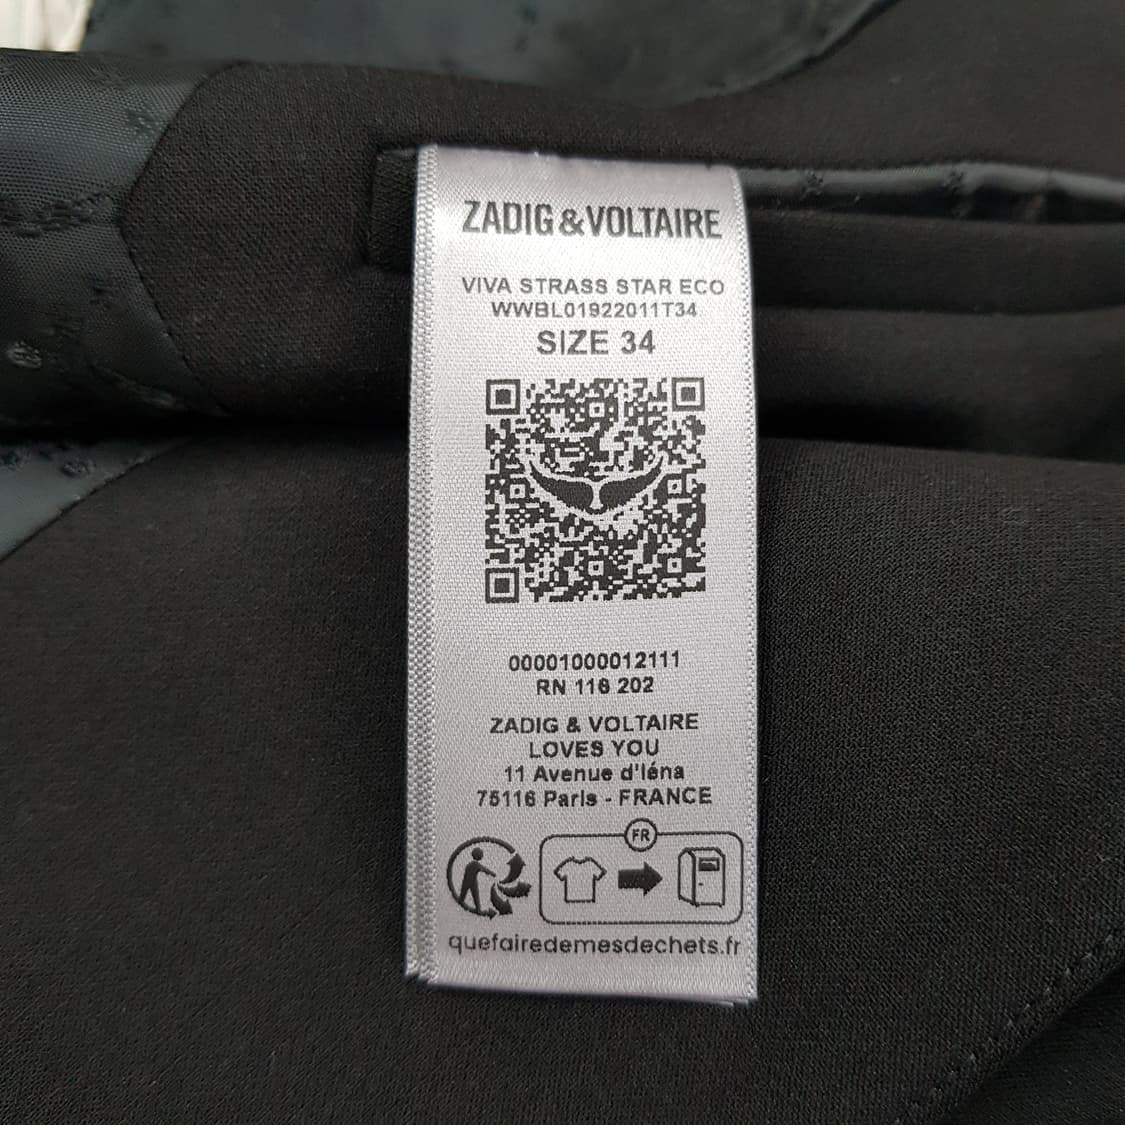 ZADIG & VOLTAIRE
VIVA STRASS STAR ECO
WWBL01922011T34
SIZE 34
00001000012111
RN 116 202
ZADIG & VOLTAIRE
LOVES YOU
11 Avenue d'Iéna
75116 Paris - FRANCE
FR
quefairedemesdechets.fr